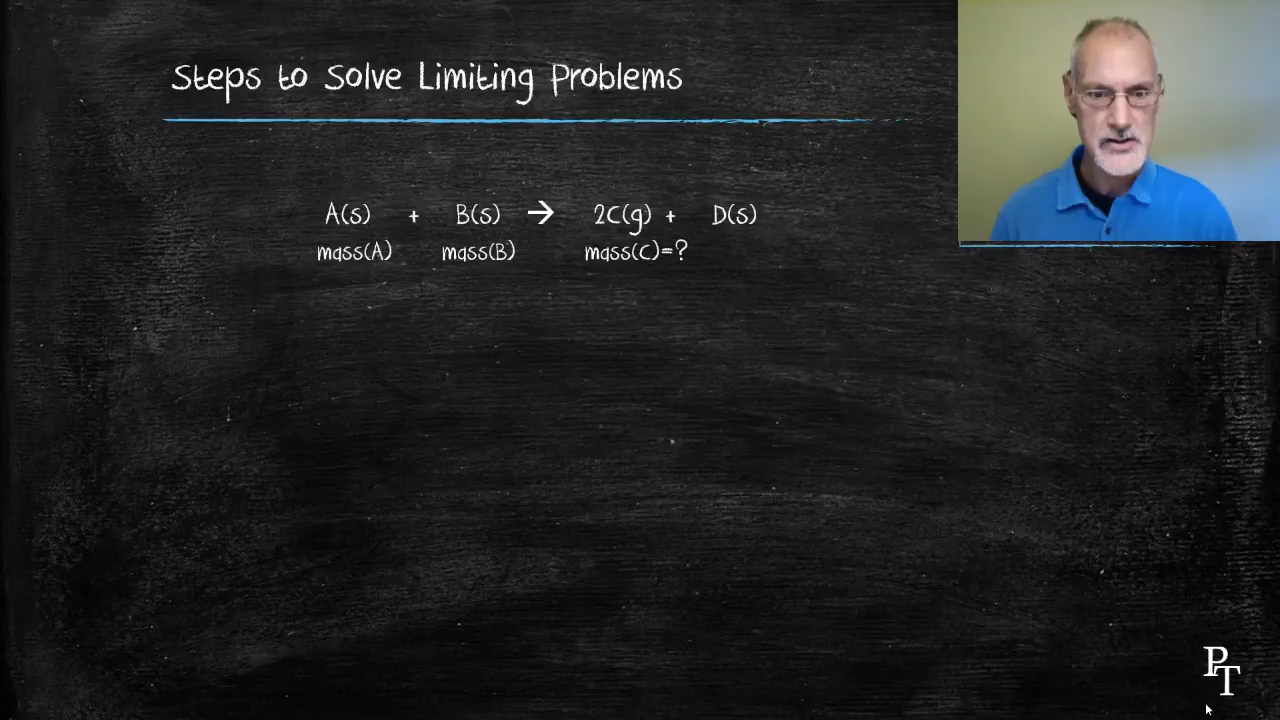 Steps to Solve Limiting Problems
A(s) + B(s) → 2C(g) + D(s)
mass(A) mass(B) mass(C)=?
PT